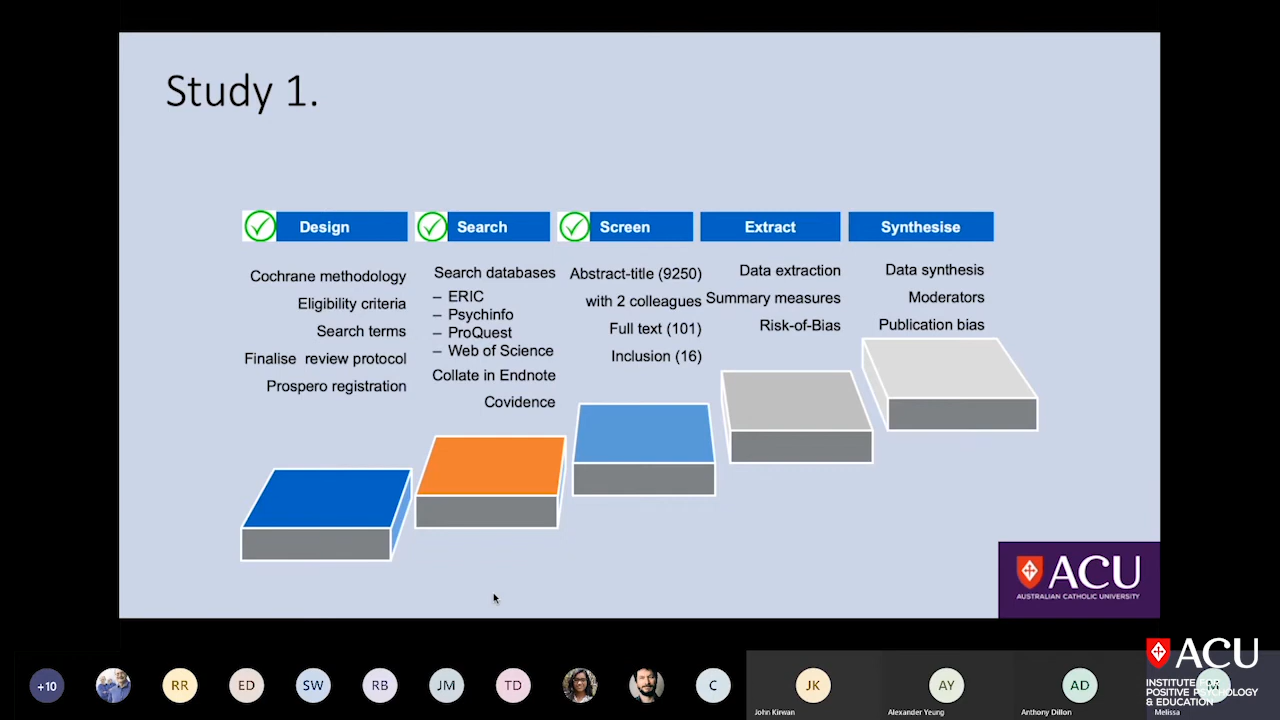 Study 1.
Design
Cochrane methodology
Eligibility criteria
Search terms
Finalise review protocol
Prospero registration
Search
Search databases
– ERIC
– Psychinfo
– ProQuest
– Web of Science
Collate in Endnote
Covidence
Screen
Abstract-title (9250)
with 2 colleagues
Full text (101)
Inclusion (16)
Extract
Data extraction
Summary measures
Risk-of-Bias
Synthesise
Data synthesis
Moderators
Publication bias
ACU
AUSTRALIAN CATHOLIC UNIVERSITY
+10
RR
ED
SW
RB
JM
TD
C
JK
John Kirwan
AY
Alexander Yeung
AD
Anthony Dillon
Melissa
ACU
INSTITUTE FOR
POSITIVE PSYCHOLOGY
& EDUCATION